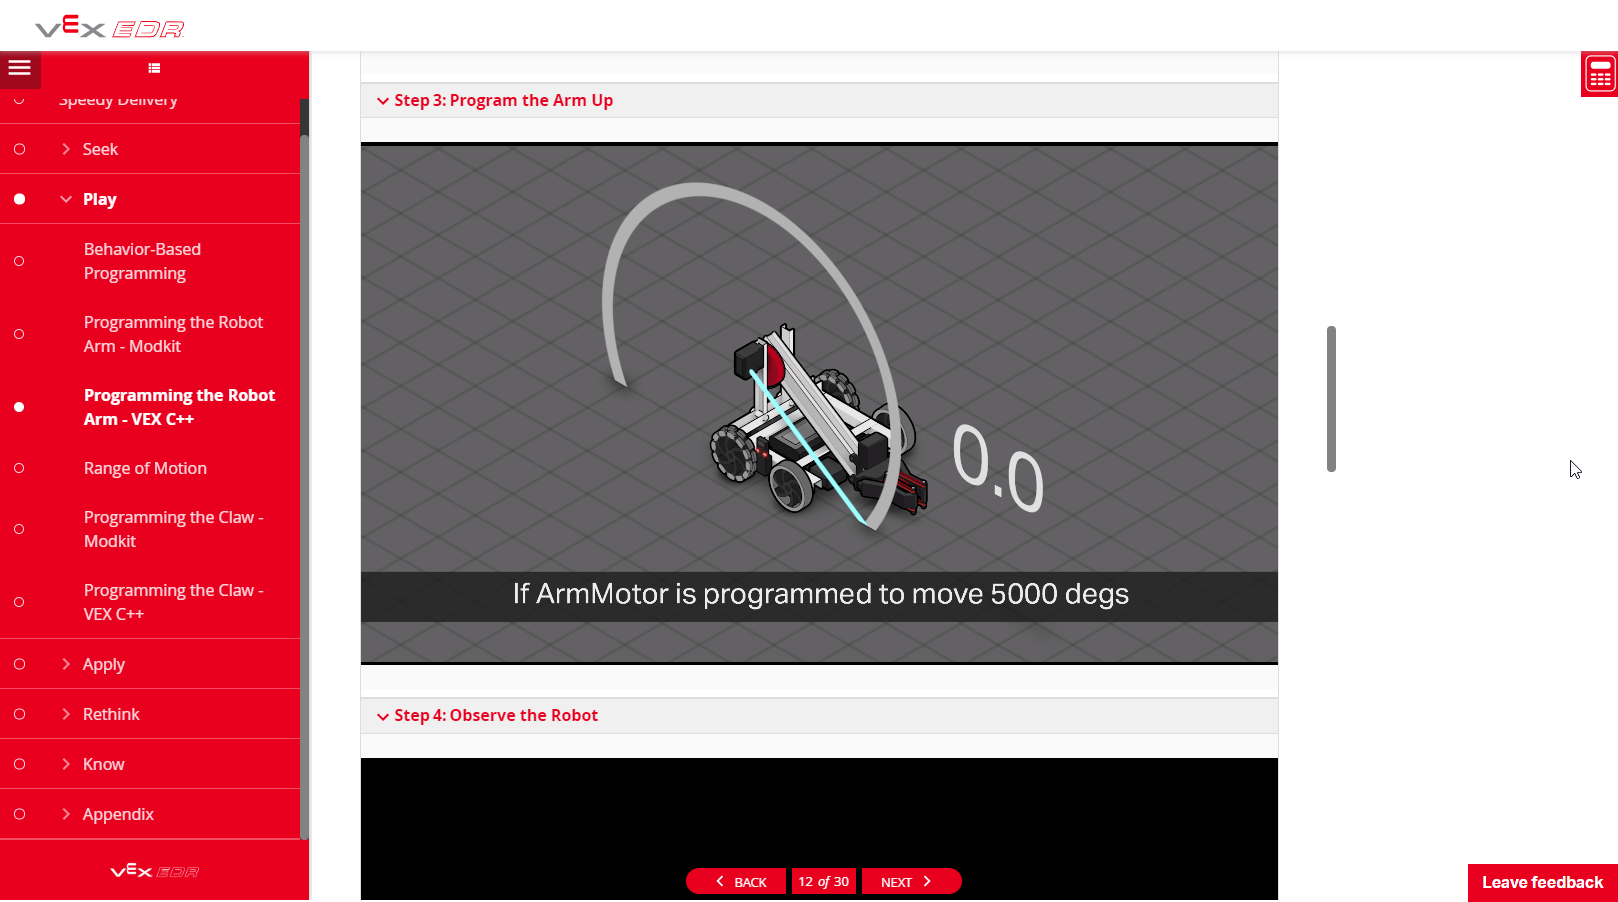 VEX EDR
Speedy Delivery
Seek
Play
Behavior-Based
Programming
Programming the Robot
Arm - Modkit
Programming the Robot
Arm - VEX C++
Range of Motion
Programming the Claw -
Modkit
Programming the Claw -
VEX C++
Apply
Rethink
Know
Appendix
VEX EDR
Step 3: Program the Arm Up
0.0
If ArmMotor is programmed to move 5000 degs
Step 4: Observe the Robot
BACK
12 of 30
NEXT
Leave feedback